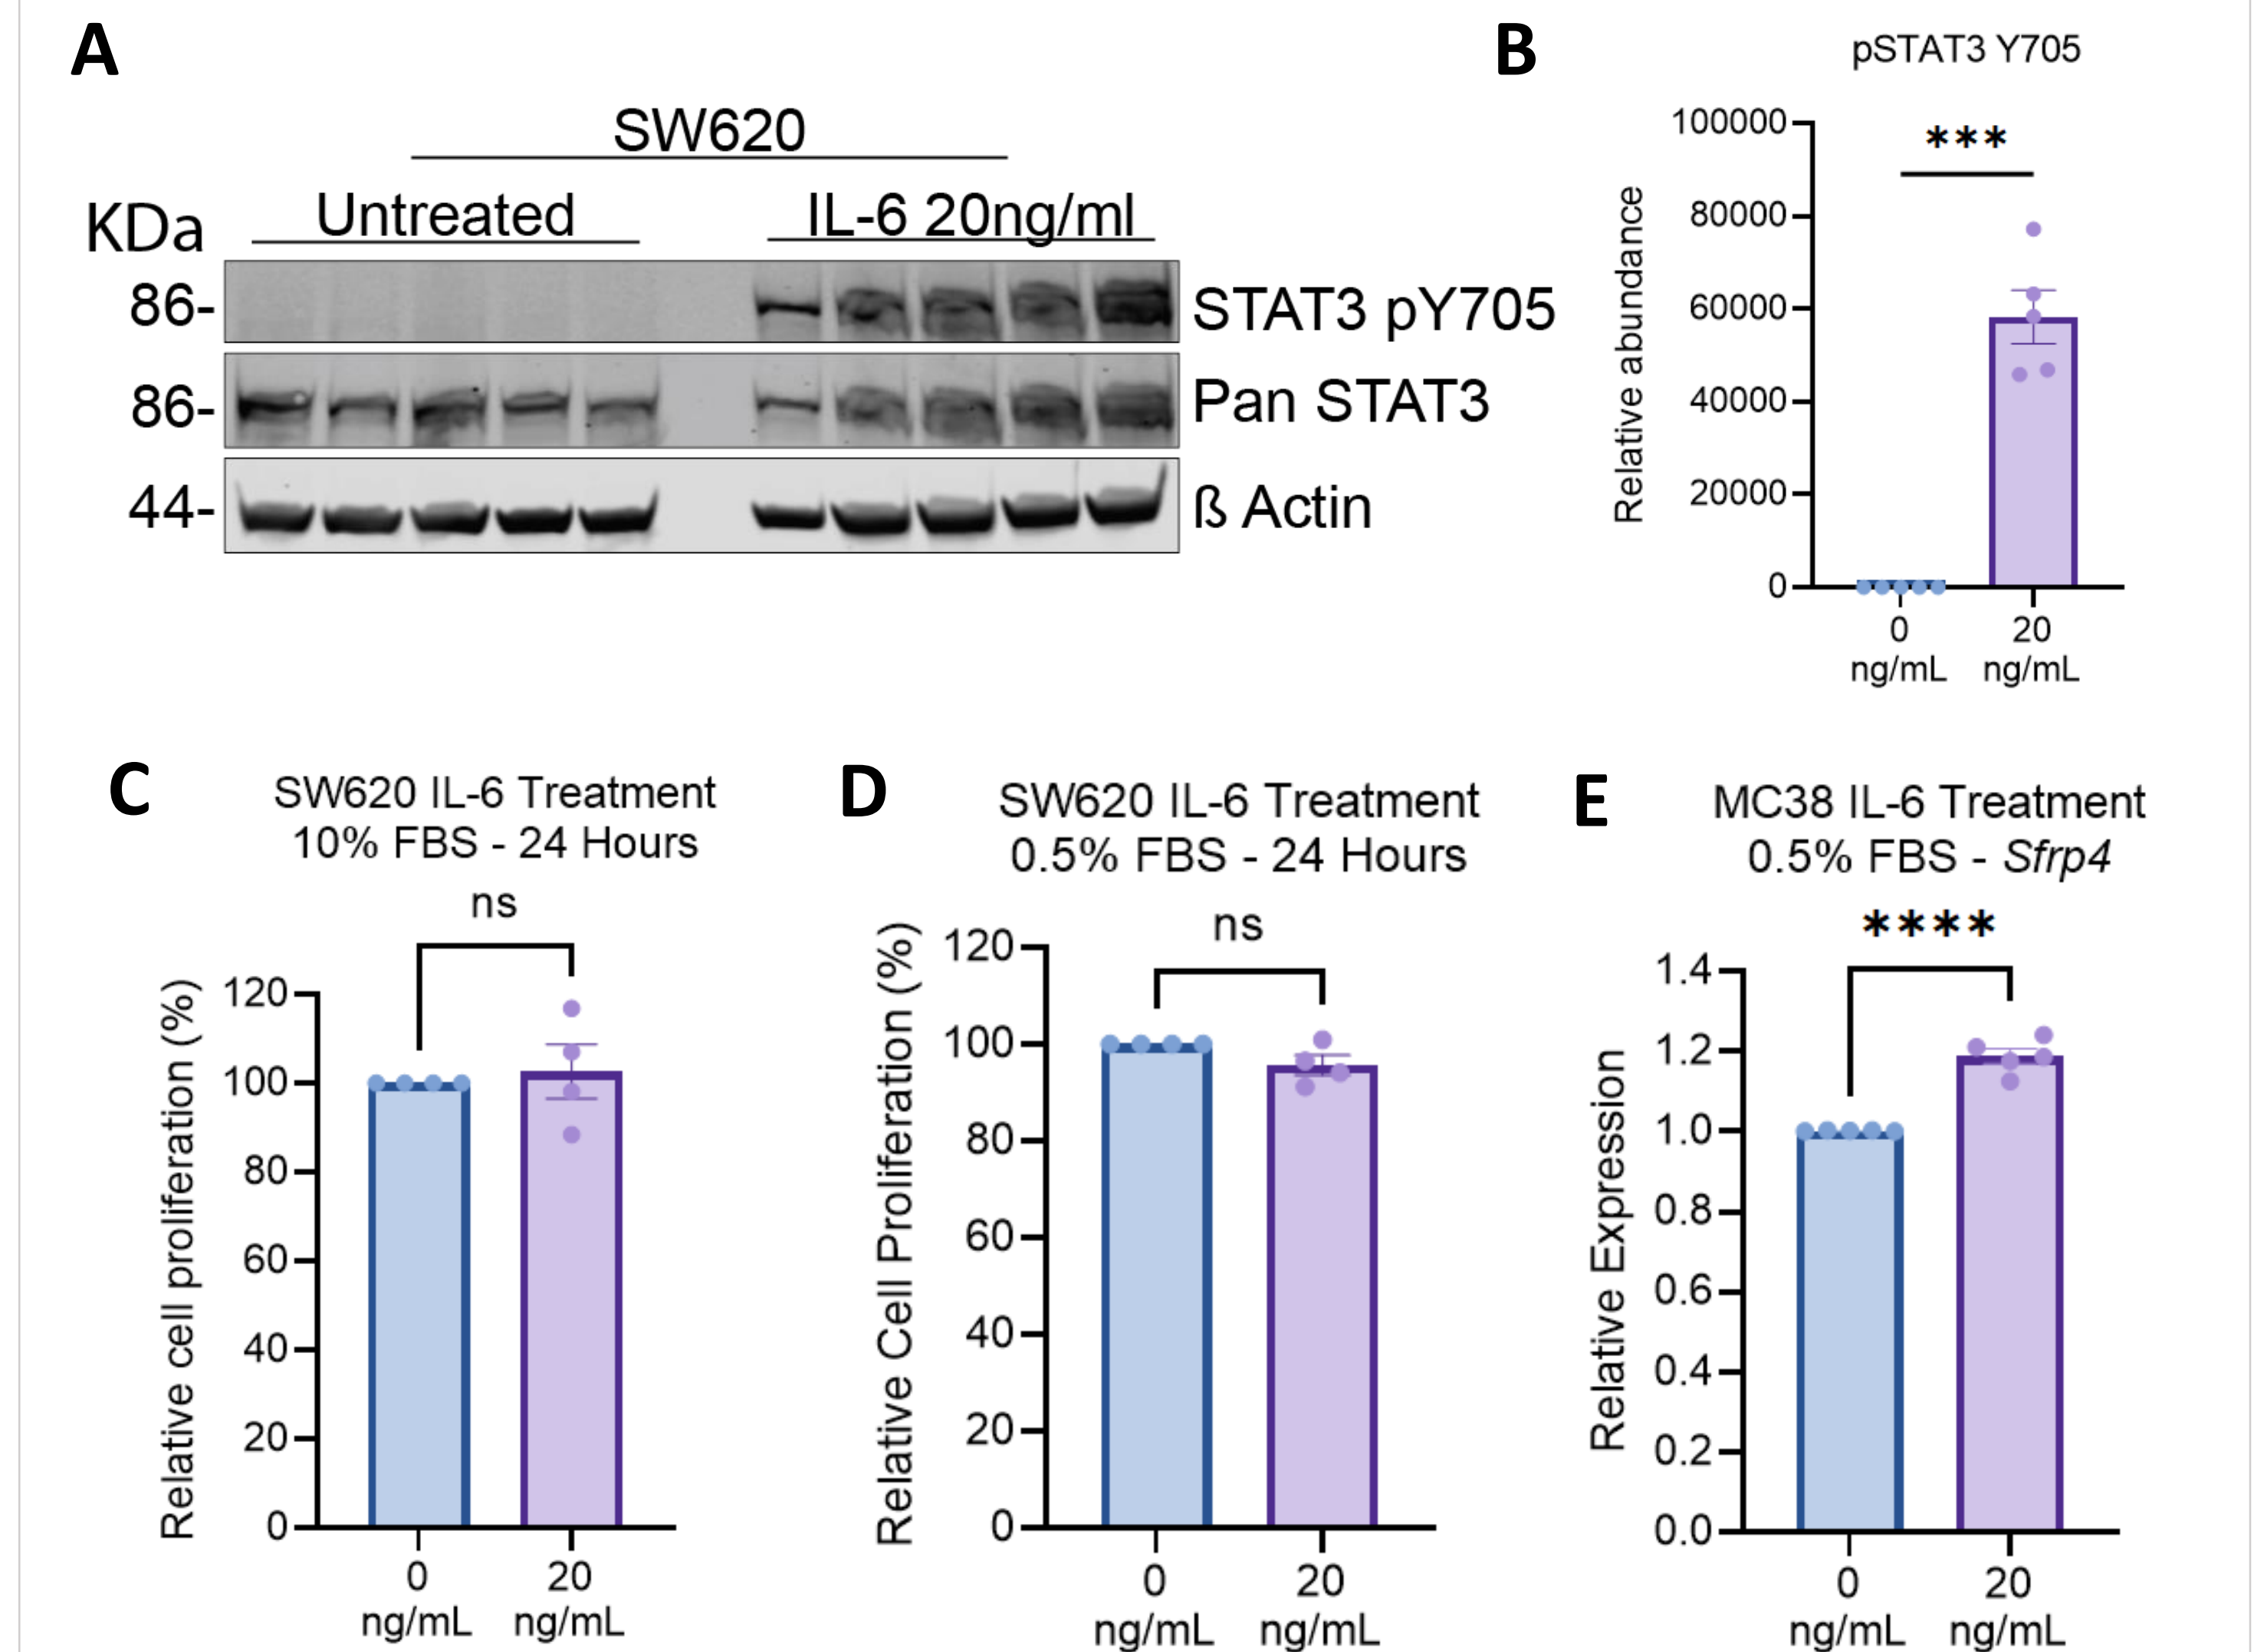 A
SW620
KDa
Untreated
IL-6 20ng/ml
86-
STAT3 pY705
86-
Pan STAT3
44-
ß Actin
B
pSTAT3 Y705
Relative abundance
100000
80000
60000
40000
20000
0
***
0
ng/mL
20
ng/mL
C
SW620 IL-6 Treatment
10% FBS - 24 Hours
ns
Relative cell proliferation (%)
120
100
80
60
40
20
0
0
ng/mL
20
ng/mL
D
SW620 IL-6 Treatment
0.5% FBS - 24 Hours
ns
Relative Cell Proliferation (%)
120
100
80
60
40
20
0
0
ng/mL
20
ng/mL
E
MC38 IL-6 Treatment
0.5% FBS - Sfrp4
****
Relative Expression
1.4
1.2
1.0
0.8
0.6
0.4
0.2
0.0
0
ng/mL
20
ng/mL